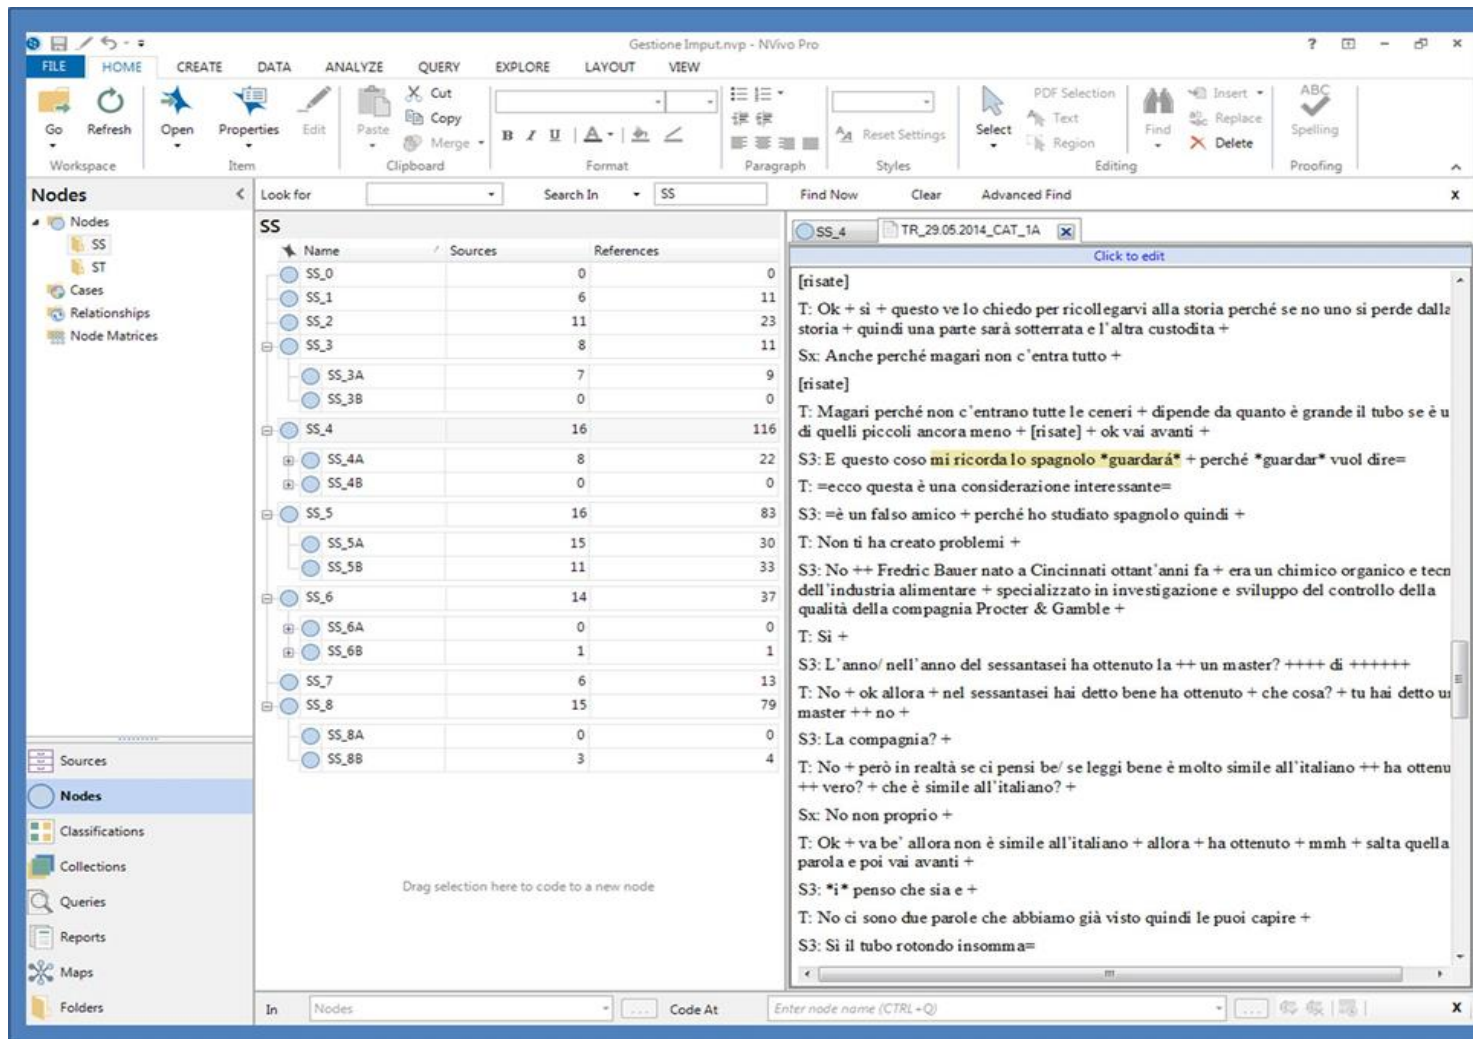 Gestione Imput.nvp - NVivo Pro
FILE HOME CREATE DATA ANALYZE QUERY EXPLORE LAYOUT VIEW
Go
Refresh
Workspace
Open
Properties
Edit
Item
Paste
Cut
Copy
Merge
Clipboard
B I U A
Format
Paragraph
Reset Settings
Styles
Select
PDF Selection
Text
Region
Find
Insert
Replace
Delete
Editing
ABC
Spelling
Proofing
Nodes
Look for Search In SS Find Now Clear Advanced Find x
Nodes
SS
ST
Cases
Relationships
Node Matrices
Sources
Nodes
Classifications
Collections
Queries
Reports
Maps
Folders
SS
Name Sources References
SS_0 0 0
SS_1 6 11
SS_2 11 23
SS_3 8 11
SS_3A 7 9
SS_3B 0 0
SS_4 16 116
SS_4A 8 22
SS_4B 0 0
SS_5 16 83
SS_5A 15 30
SS_5B 11 33
SS_6 14 37
SS_6A 0 0
SS_6B 1 1
SS_7 6 13
SS_8 15 79
SS_8A 0 0
SS_8B 3 4
Drag selection here to code to a new node
SS_4 TR_29.05.2014_CAT_1A
Click to edit
[risate]
T: Ok + sì + questo ve lo chiedo per ricollegarvi alla storia perché se no uno si perde dalla
storia + quindi una parte sarà sotterrata e l'altra custodita +
Sx: Anche perché magari non c'entra tutto +
[risate]
T: Magari perché non c'entrano tutte le ceneri + dipende da quanto è grande il tubo se è u
di quelli piccoli ancora meno + [risate] + ok vai avanti +
S3: E questo coso mi ricorda lo spagnolo *guardará* + perché *guardar* vuol dire=
T: =ecco questa è una considerazione interessante=
S3: =è un falso amico + perché ho studiato spagnolo quindi +
T: Non ti ha creato problemi +
S3: No ++ Fredric Bauer nato a Cincinnati ottant'anni fa + era un chimico organico e tecn
dell'industria alimentare + specializzato in investigazione e sviluppo del controllo della
qualità della compagnia Procter & Gamble +
T: Sì +
S3: L'anno/ nell'anno del sessantasei ha ottenuto la ++ un master? ++++ di ++++++
T: No + ok allora + nel sessantasei hai detto bene ha ottenuto + che cosa? + tu hai detto un
master ++ no +
S3: La compagnia? +
T: No + però in realtà se ci pensi be/ se leggi bene è molto simile all'italiano ++ ha ottenu
++ vero? + che è simile all'italiano? +
Sx: No non proprio +
T: Ok + va be' allora non è simile all'italiano + allora + ha ottenuto + mmh + salta quella
parola e poi vai avanti +
S3: *i* penso che sia e +
T: No ci sono due parole che abbiamo già visto quindi le puoi capire +
S3: Sì il tubo rotondo insomma=
In Nodes ... Code At Enter node name (CTRL+Q) ... x